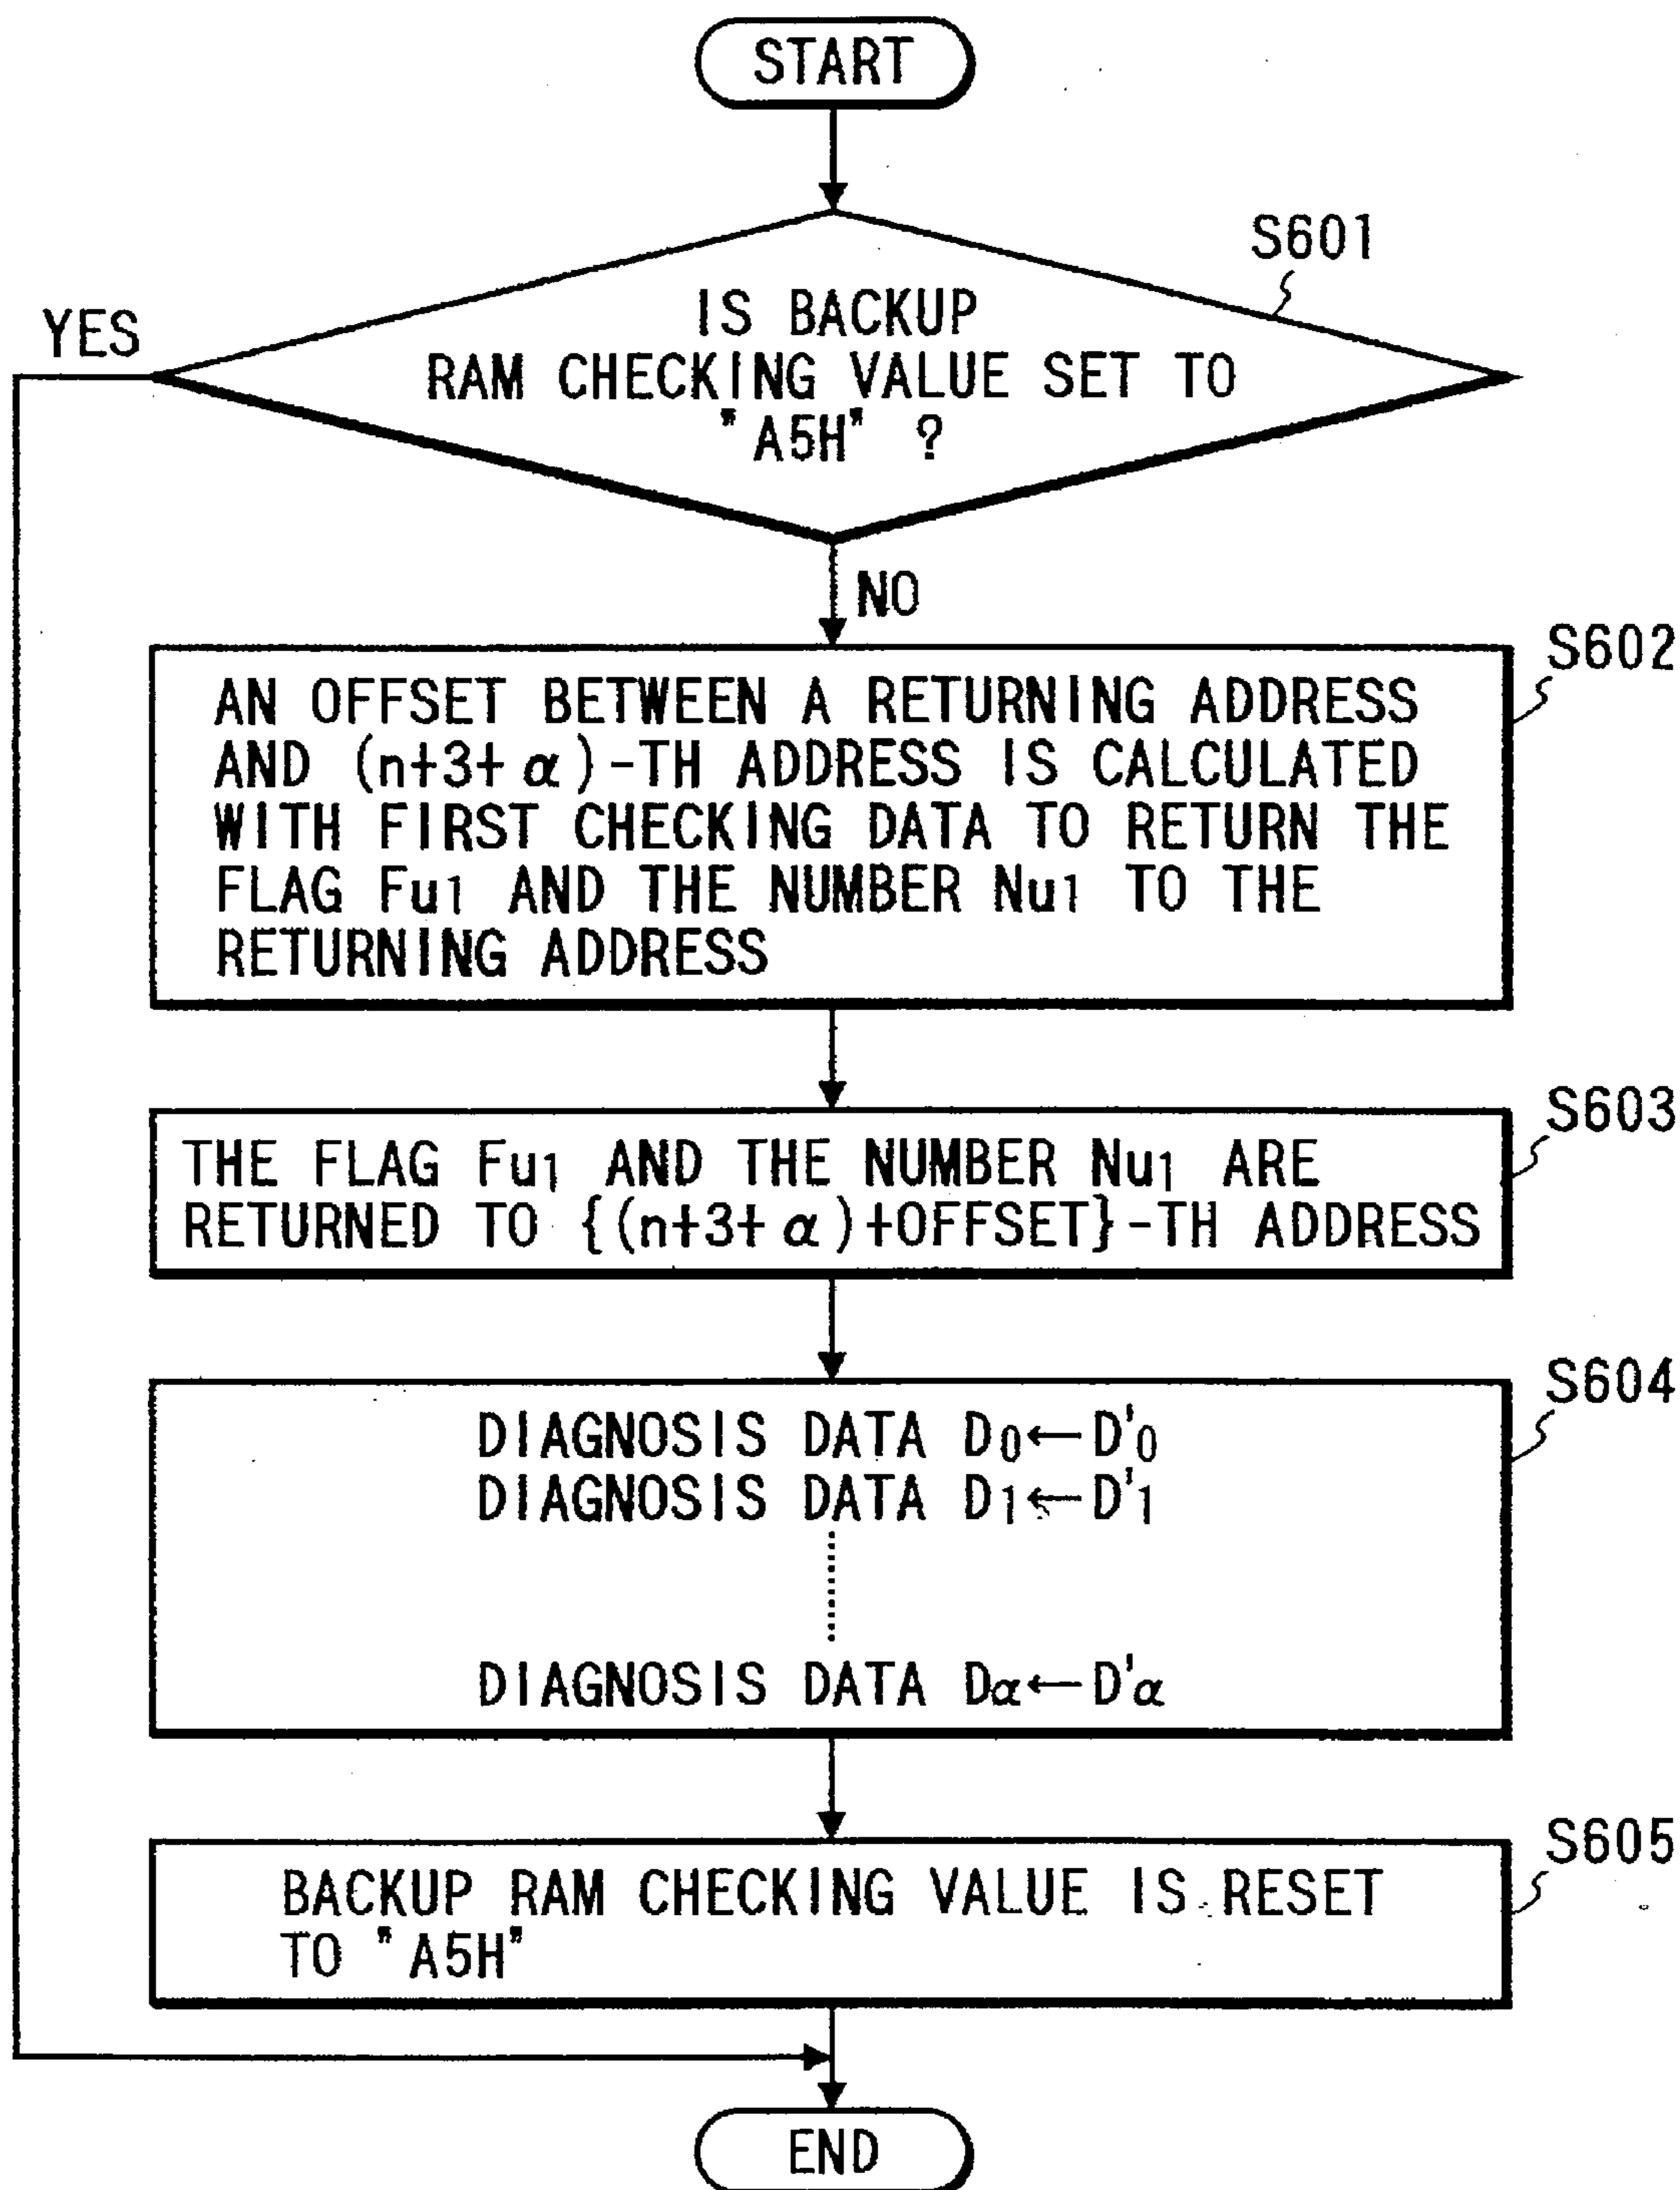 START
S601
YES
IS BACKUP
RAM CHECKING VALUE SET TO
"A5H" ?
NO
S602
AN OFFSET BETWEEN A RETURNING ADDRESS
AND (n+3+α)-TH ADDRESS IS CALCULATED
WITH FIRST CHECKING DATA TO RETURN THE
FLAG Fu1 AND THE NUMBER Nu1 TO THE
RETURNING ADDRESS
S603
THE FLAG Fu1 AND THE NUMBER Nu1 ARE
RETURNED TO {(n+3+α)+OFFSET}-TH ADDRESS
S604
DIAGNOSIS DATA D0←D'0
DIAGNOSIS DATA D1←D'1
DIAGNOSIS DATA Dα←D'α
S605
BACKUP RAM CHECKING VALUE IS RESET
TO "A5H"
END